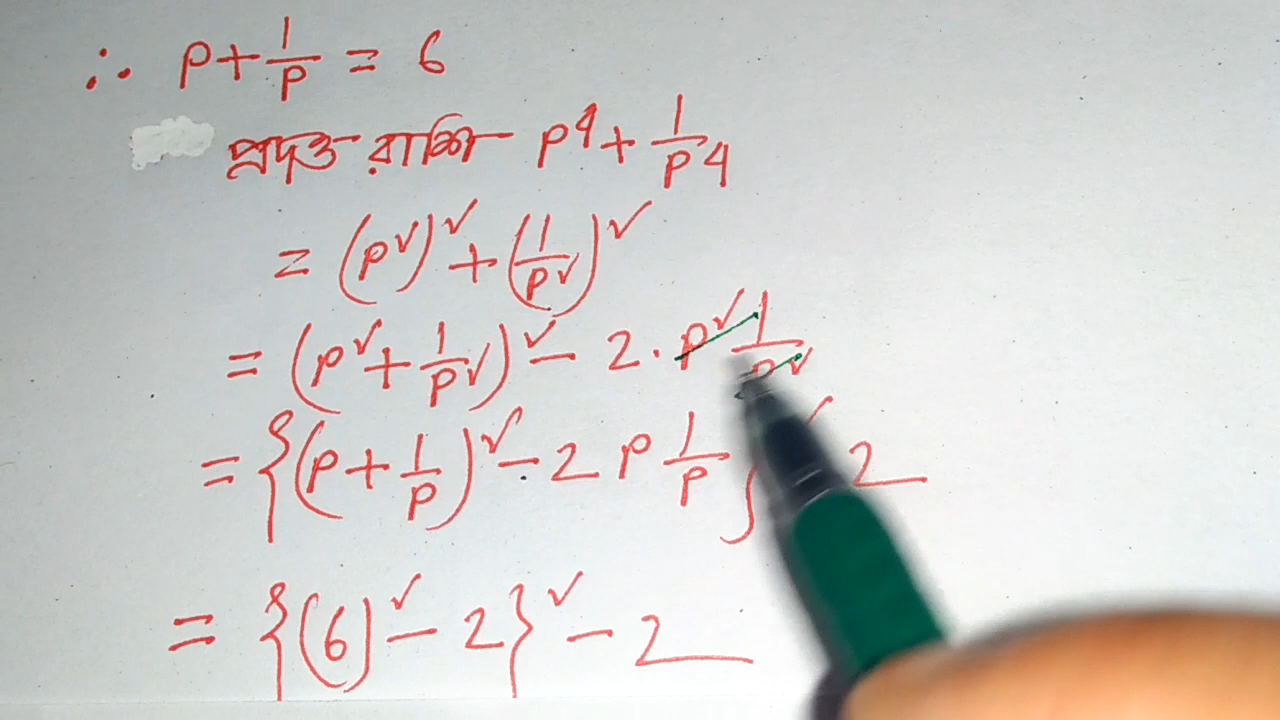 ∴ p + 1/p = 6
প্রদত্ত রাশি p⁴ + 1/p⁴
= (p²)² + (1/p²)²
= (p² + 1/p²)² - 2 · p² 1/p²
= {(p + 1/p)² - 2 p 1/p}² 2
= {(6)² - 2}² - 2